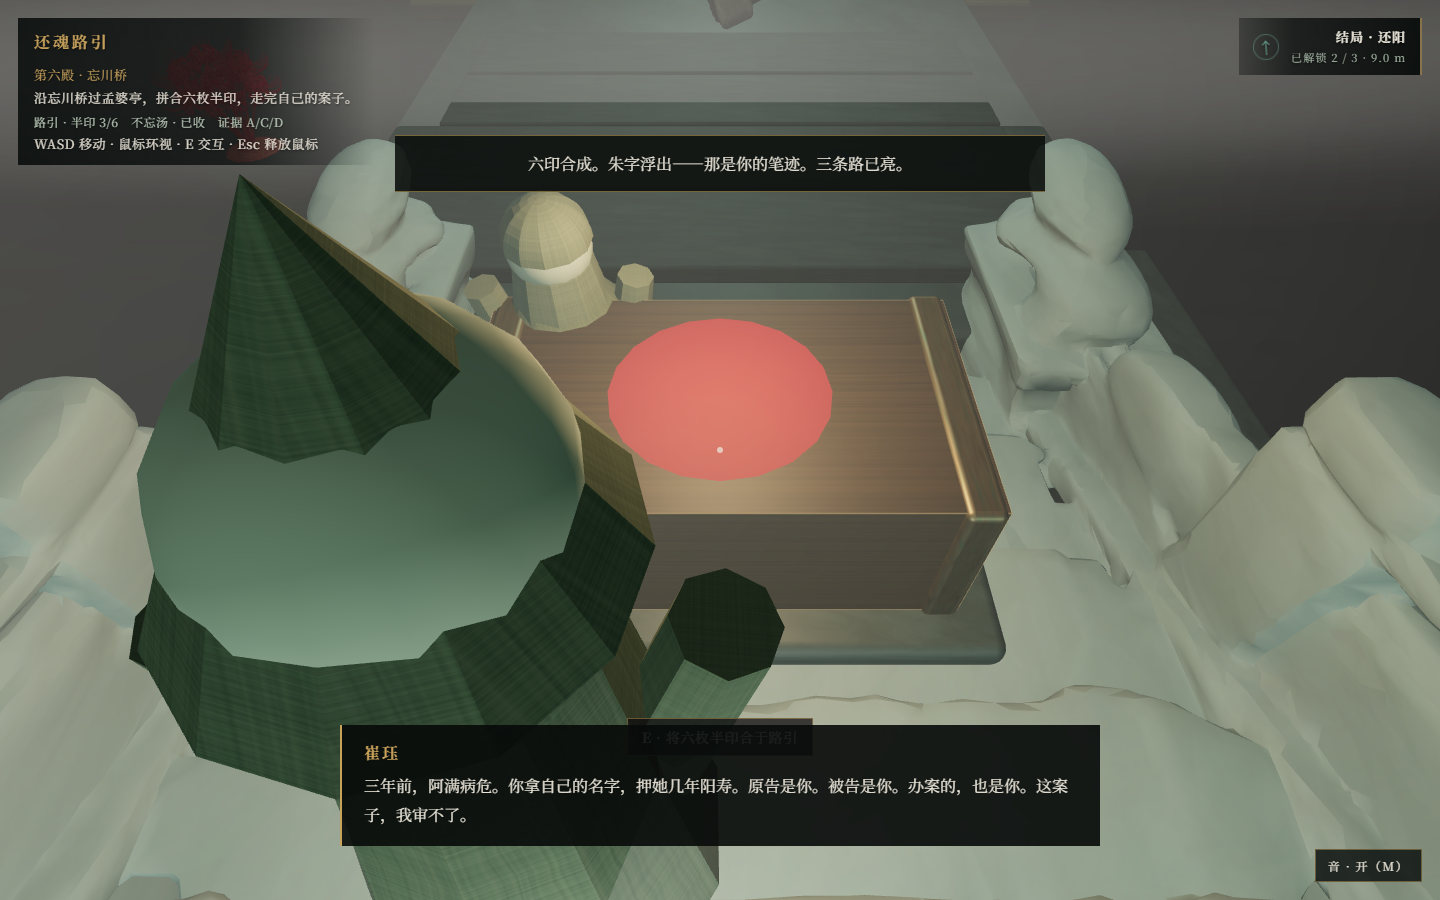 还魂路引
第六殿 · 忘川桥
沿忘川桥过孟婆亭，拼合六枚半印，走完自己的案子。
路引 · 半印 3/6 不忘汤 · 已收 证据 A/C/D
WASD 移动 · 鼠标环视 · E 交互 · Esc 释放鼠标
结局 · 还阳
已解锁 2 / 3 · 9.0 m
六印合成。朱字浮出——那是你的笔迹。三条路已亮。
E · 将六枚半印合于路引
崔珏
三年前，阿满病危。你拿自己的名字，押她几年阳寿。原告是你。被告是你。办案的，也是你。这案
子，我审不了。
音 · 开（M）